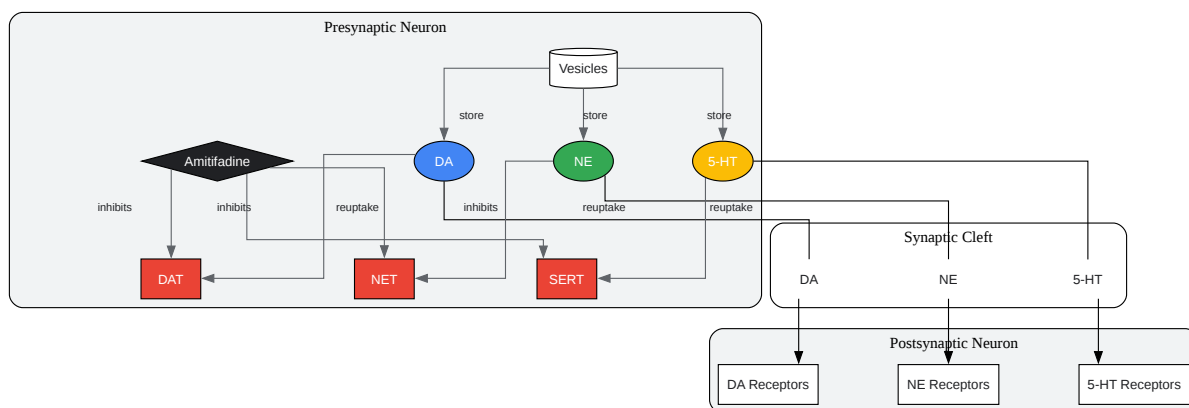 Presynaptic Neuron
Vesicles
store
store
store
Amitifadine
DA
NE
5-HT
inhibits
inhibits
reuptake
inhibits
reuptake
reuptake
Synaptic Cleft
DAT
NET
SERT
DA
NE
5-HT
Postsynaptic Neuron
DA Receptors
NE Receptors
5-HT Receptors